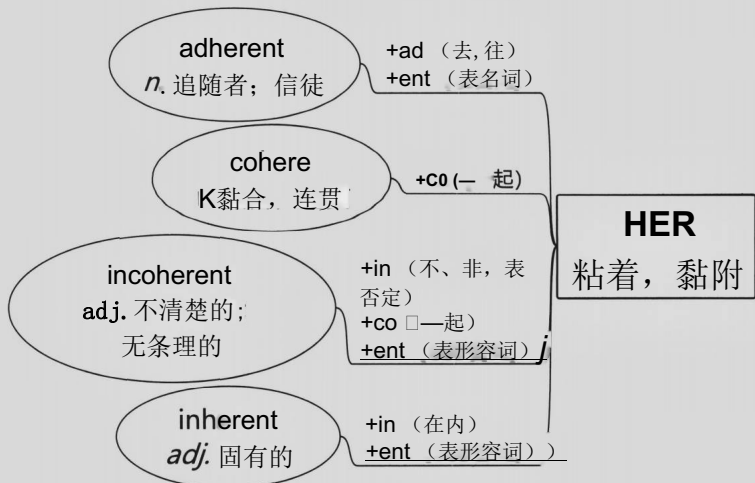 adherent
n. 追随者；信徒
+ad （去,往）
+ent （表名词）
cohere
K黏合，连贯
+C0 (— 起）
HER
粘着，黏附
incoherent
adj. 不清楚的;
无条理的
+in （不、非，表
否定）
+co □—起）
+ent （表形容词）j
inherent
adj. 固有的
+in （在内）
+ent （表形容词））